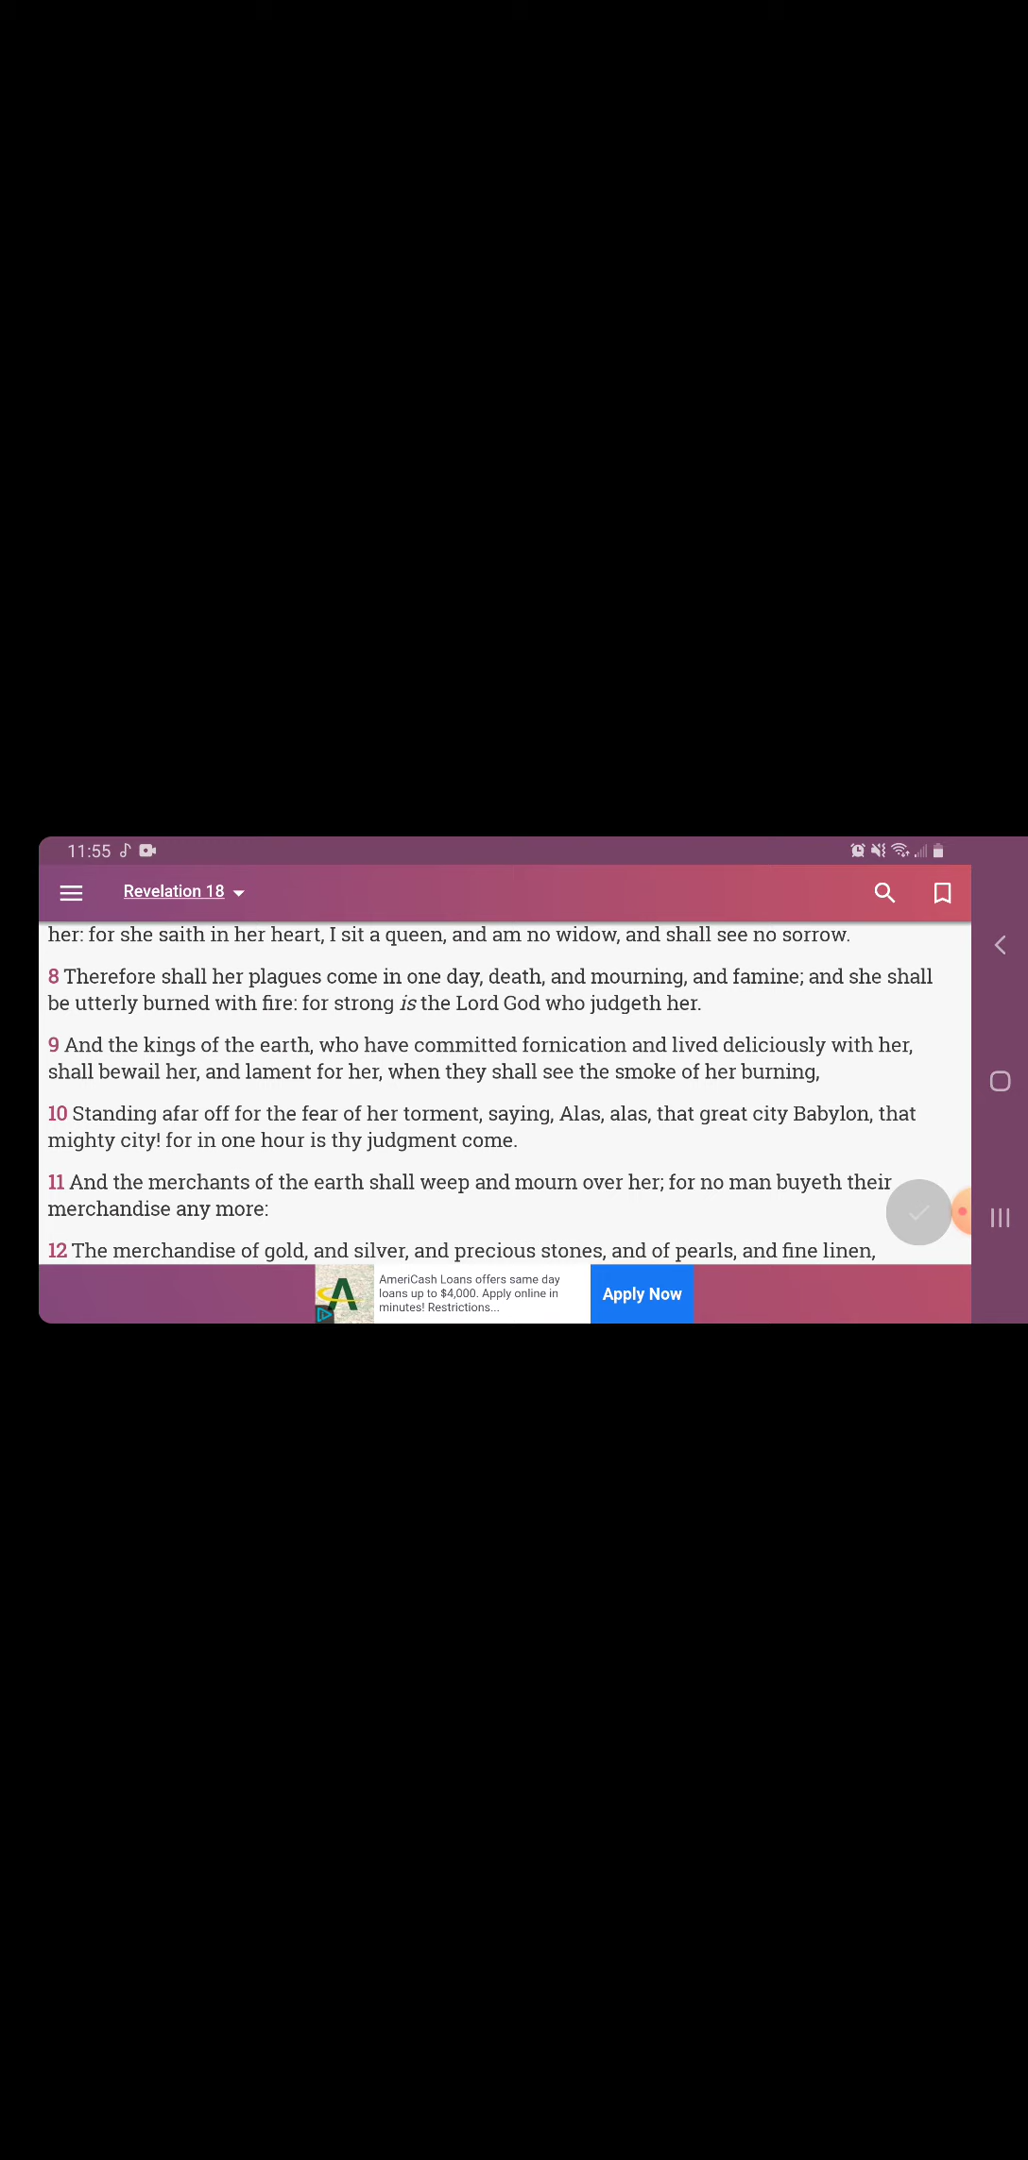 11:55
Revelation 18
her: for she saith in her heart, I sit a queen, and am no widow, and shall see no sorrow.
8 Therefore shall her plagues come in one day, death, and mourning, and famine; and she shall
be utterly burned with fire: for strong is the Lord God who judgeth her.
9 And the kings of the earth, who have committed fornication and lived deliciously with her,
shall bewail her, and lament for her, when they shall see the smoke of her burning,
10 Standing afar off for the fear of her torment, saying, Alas, alas, that great city Babylon, that
mighty city! for in one hour is thy judgment come.
11 And the merchants of the earth shall weep and mourn over her; for no man buyeth their
merchandise any more:
12 The merchandise of gold, and silver, and precious stones, and of pearls, and fine linen,
AmeriCash Loans offers same day
loans up to $4,000. Apply online in
minutes! Restrictions...
Apply Now